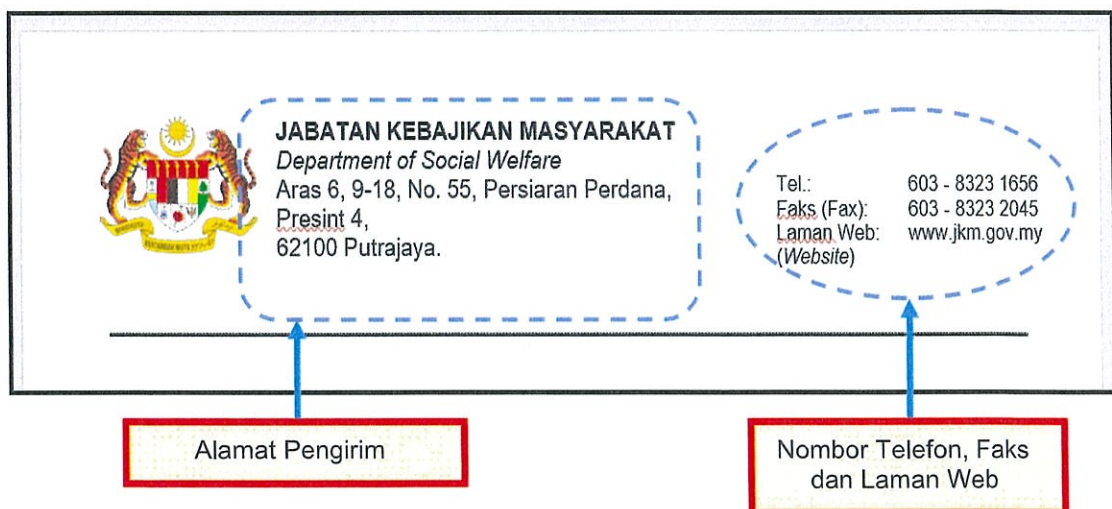 JABATAN KEBAJIKAN MASYARAKAT
Department of Social Welfare
Aras 6, 9-18, No. 55, Persiaran Perdana,
Presint 4,
62100 Putrajaya.
Tel.: 603 - 8323 1656
Faks (Fax): 603 - 8323 2045
Laman Web: www.jkm.gov.my
(Website)
Alamat Pengirim
Nombor Telefon, Faks
dan Laman Web